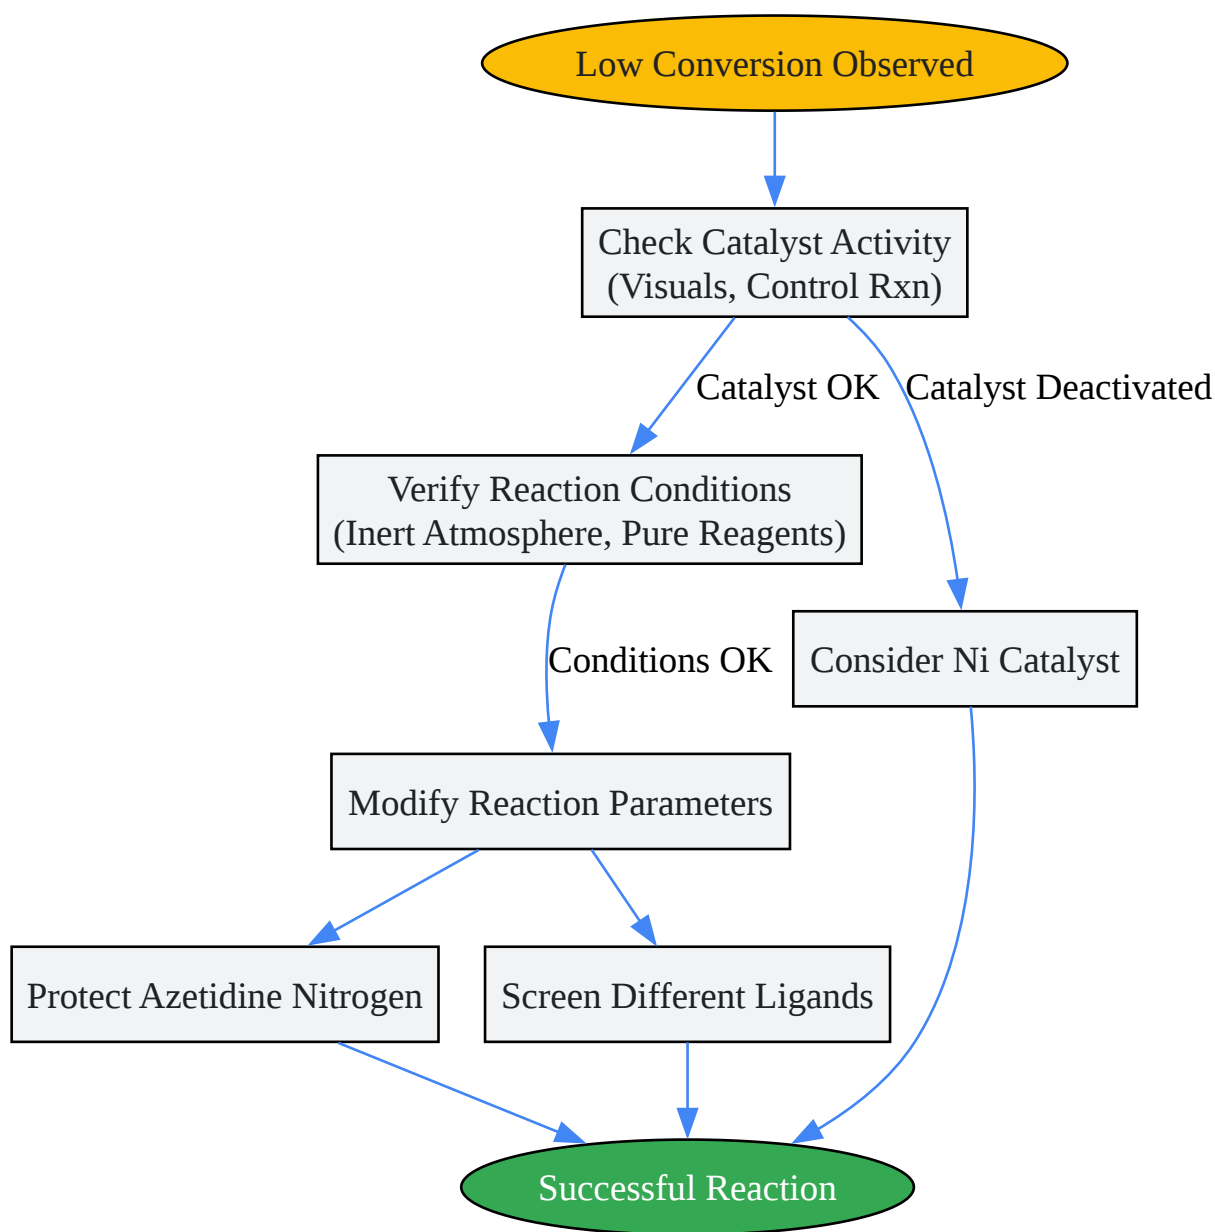 Low Conversion Observed
Check Catalyst Activity
(Visuals, Control Rxn)
Catalyst OK
Catalyst Deactivated
Verify Reaction Conditions
(Inert Atmosphere, Pure Reagents)
Conditions OK
Consider Ni Catalyst
Modify Reaction Parameters
Protect Azetidine Nitrogen
Screen Different Ligands
Successful Reaction